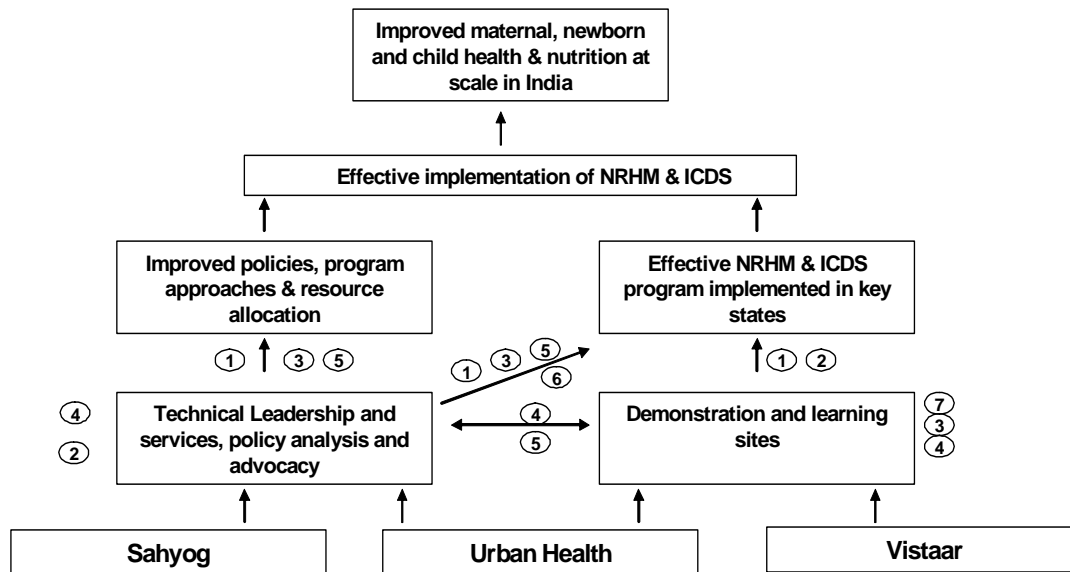 Improved maternal, newborn
and child health & nutrition at
scale in India
Effective implementation of NRHM & ICDS
Improved policies, program
approaches & resource
allocation
Effective NRHM & ICDS
program implemented in key
states
1 3 5
1 3 5
6
1 2
4
2
Technical Leadership and
services, policy analysis and
advocacy
4
5
Demonstration and learning
sites
7
3
4
Sahyog
Urban Health
Vistaar